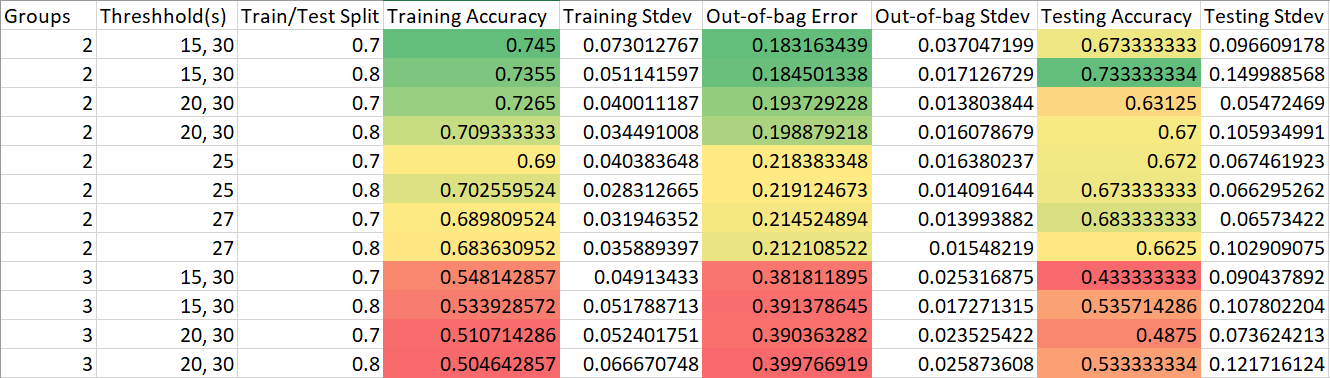 Groups Threshhold(s) Train/Test Split Training Accuracy Training Stdev Out-of-bag Error Out-of-bag Stdev Testing Accuracy Testing Stdev
2 15, 30 0.7 0.745 0.073012767 0.183163439 0.037047199 0.673333333 0.096609178
2 15, 30 0.8 0.7355 0.051141597 0.184501338 0.017126729 0.733333334 0.149988568
2 20, 30 0.7 0.7265 0.040011187 0.193729228 0.013803844 0.63125 0.05472469
2 20, 30 0.8 0.709333333 0.034491008 0.198879218 0.016078679 0.67 0.105934991
2 25 0.7 0.69 0.040383648 0.218383348 0.016380237 0.672 0.067461923
2 25 0.8 0.702559524 0.028312665 0.219124673 0.014091644 0.673333333 0.066295262
2 27 0.7 0.689809524 0.031946352 0.214524894 0.013993882 0.683333333 0.06573422
2 27 0.8 0.683630952 0.035889397 0.212108522 0.01548219 0.6625 0.102909075
3 15, 30 0.7 0.548142857 0.04913433 0.381811895 0.025316875 0.433333333 0.090437892
3 15, 30 0.8 0.533928572 0.051788713 0.391378645 0.017271315 0.535714286 0.107802204
3 20, 30 0.7 0.510714286 0.052401751 0.390363282 0.023525422 0.4875 0.073624213
3 20, 30 0.8 0.504642857 0.066670748 0.399766919 0.025873608 0.533333334 0.121716124